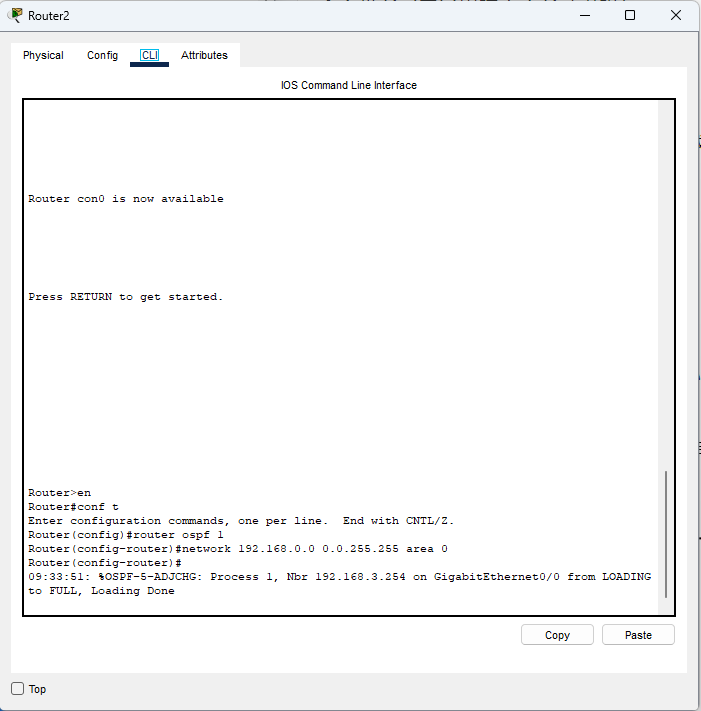 Router2
Physical Config CLI Attributes
IOS Command Line Interface
Router con0 is now available
Press RETURN to get started.
Router>en
Router#conf t
Enter configuration commands, one per line.  End with CNTL/Z.
Router(config)#router ospf 1
Router(config-router)#network 192.168.0.0 0.0.255.255 area 0
Router(config-router)#
09:33:51: %OSPF-5-ADJCHG: Process 1, Nbr 192.168.3.254 on GigabitEthernet0/0 from LOADING
to FULL, Loading Done
Copy Paste
Top